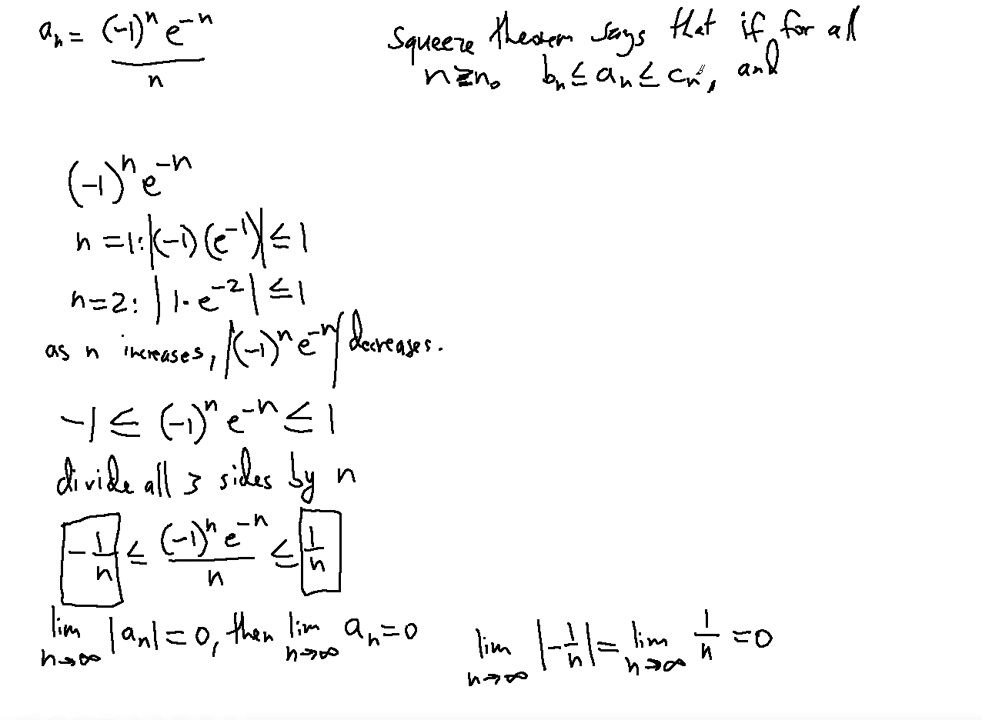 aₙ = (-1)ⁿ e⁻ⁿ / n
Squeeze theorem says that if for all
n ≥ n₀ bₙ ≤ aₙ ≤ cₙ, and
(-1)ⁿ e⁻ⁿ
n = 1: |(-1)(e⁻¹)| ≤ 1
n = 2: |1 · e⁻²| ≤ 1
as n increases, |(-1)ⁿ e⁻ⁿ| decreases.
-1 ≤ (-1)ⁿ e⁻ⁿ ≤ 1
divide all 3 sides by n
-1/n ≤ (-1)ⁿ e⁻ⁿ / n ≤ 1/n
lim n→∞ |aₙ| = 0, then lim n→∞ aₙ = 0
lim n→∞ |-1/n| = lim n→∞ 1/n = 0